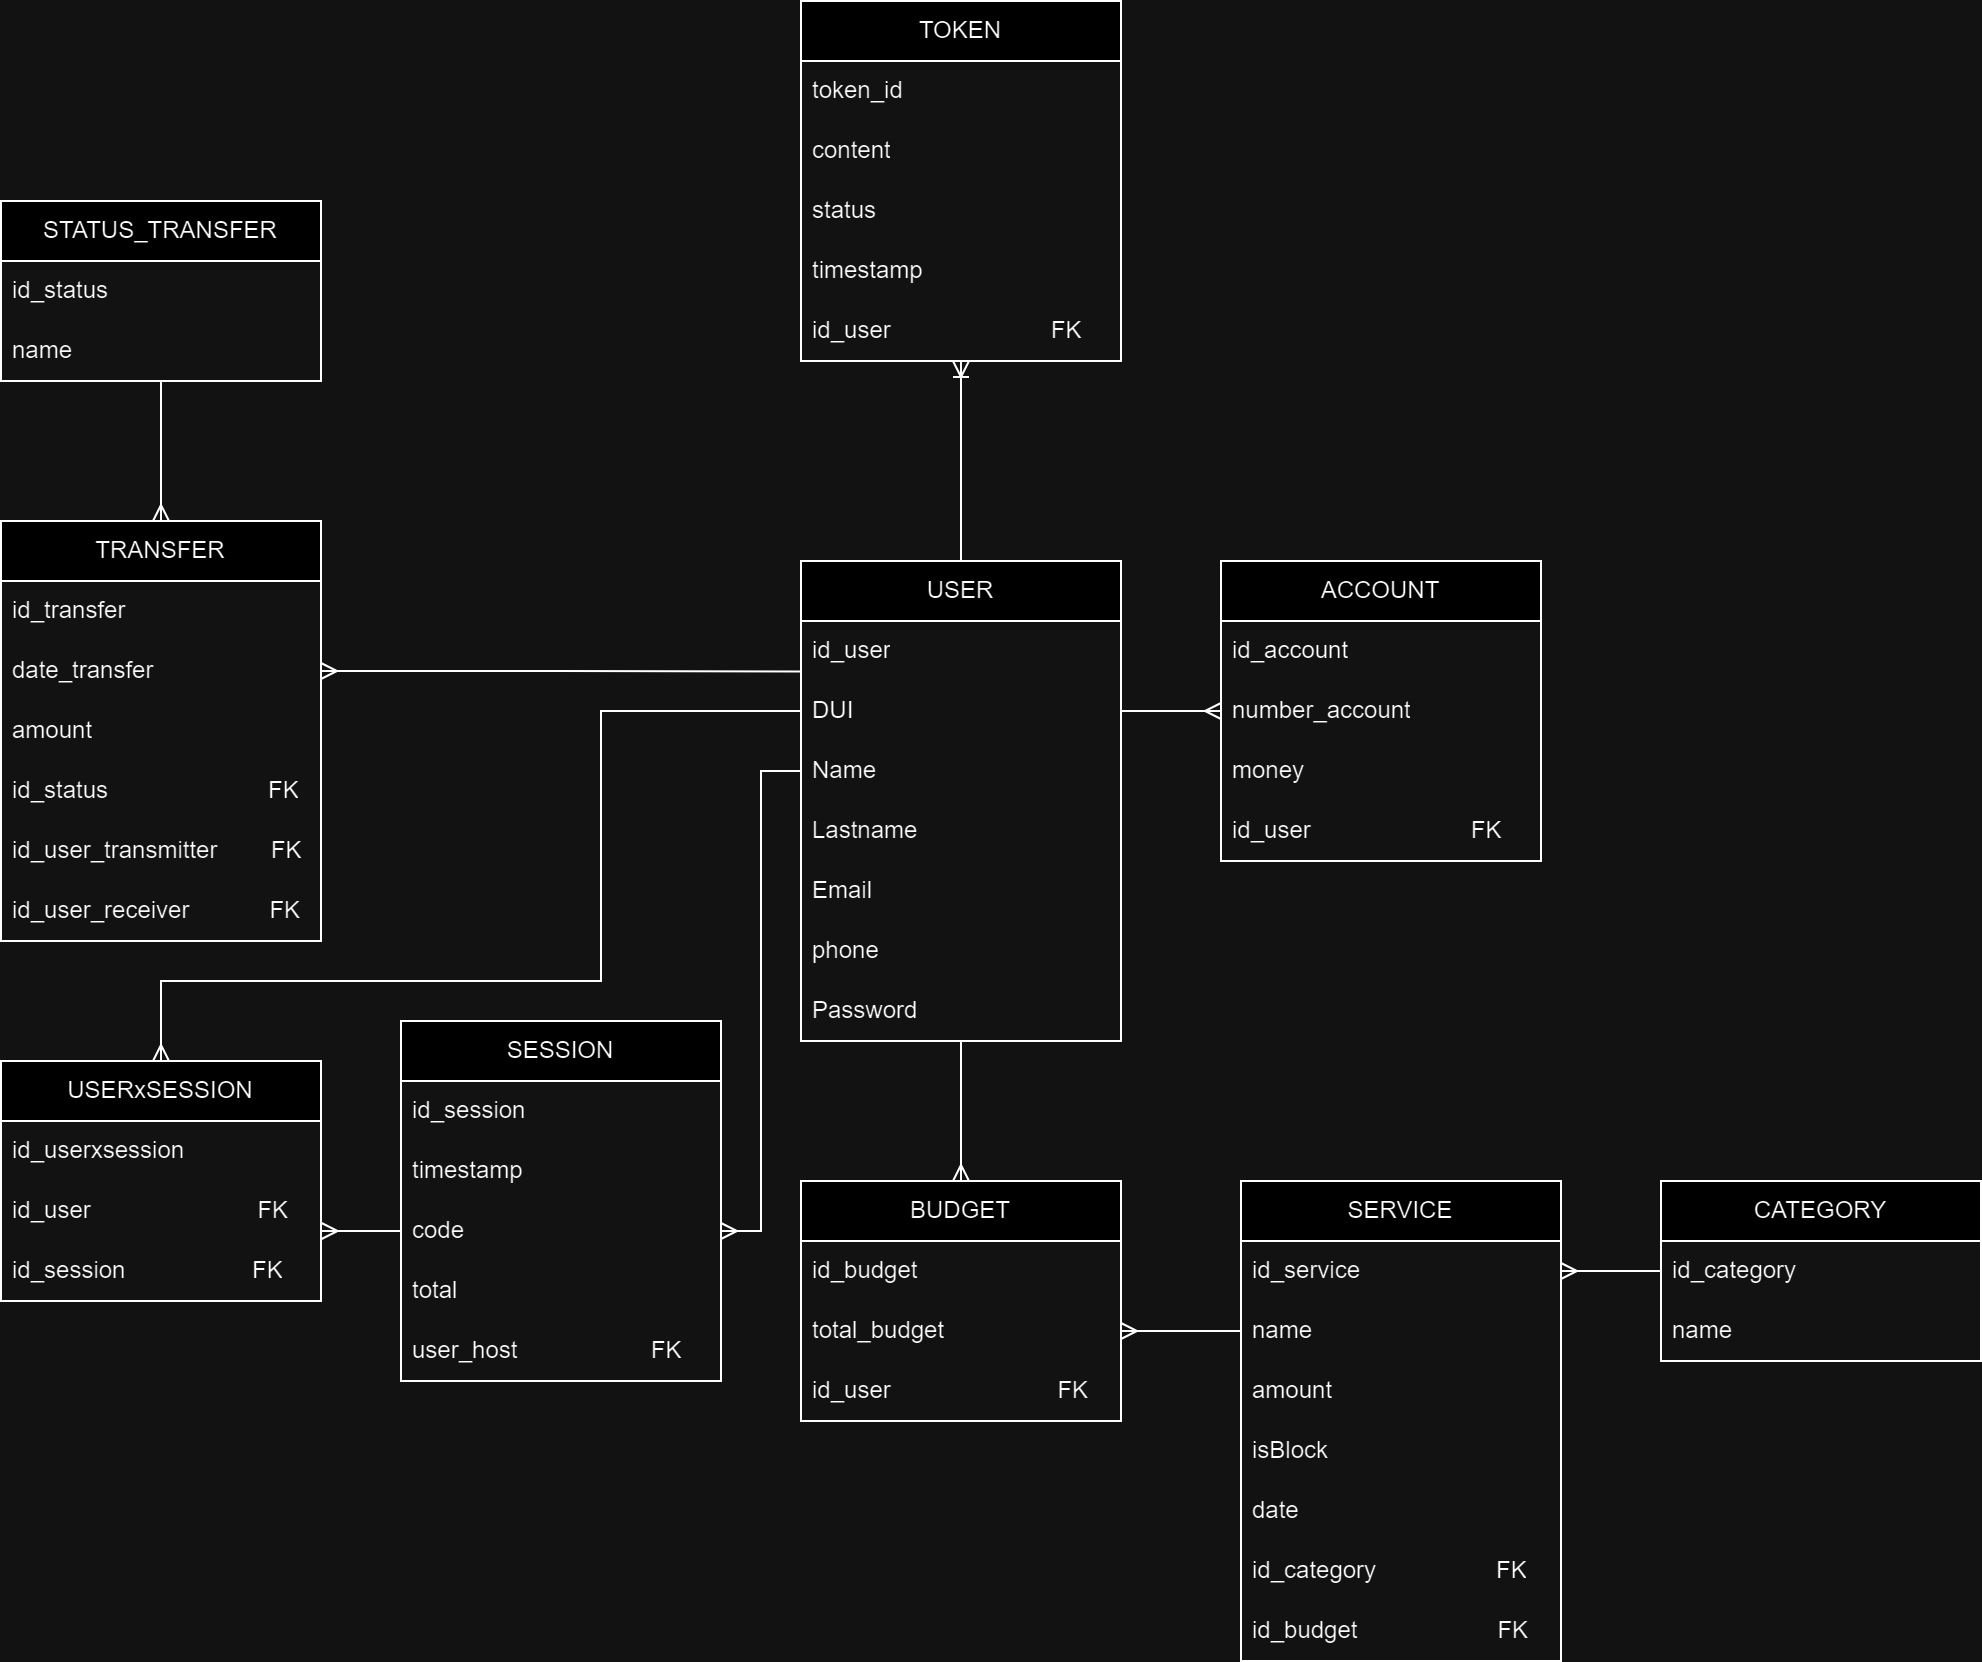 TOKEN
token_id
content
status
timestamp
id_user FK
STATUS_TRANSFER
id_status
name
TRANSFER
id_transfer
date_transfer
amount
id_status FK
id_user_transmitter FK
id_user_receiver FK
USER
id_user
DUI
Name
Lastname
Email
phone
Password
ACCOUNT
id_account
number_account
money
id_user FK
USERxSESSION
id_userxsession
id_user FK
id_session FK
SESSION
id_session
timestamp
code
total
user_host FK
BUDGET
id_budget
total_budget
id_user FK
SERVICE
id_service
name
amount
isBlock
date
id_category FK
id_budget FK
CATEGORY
id_category
name